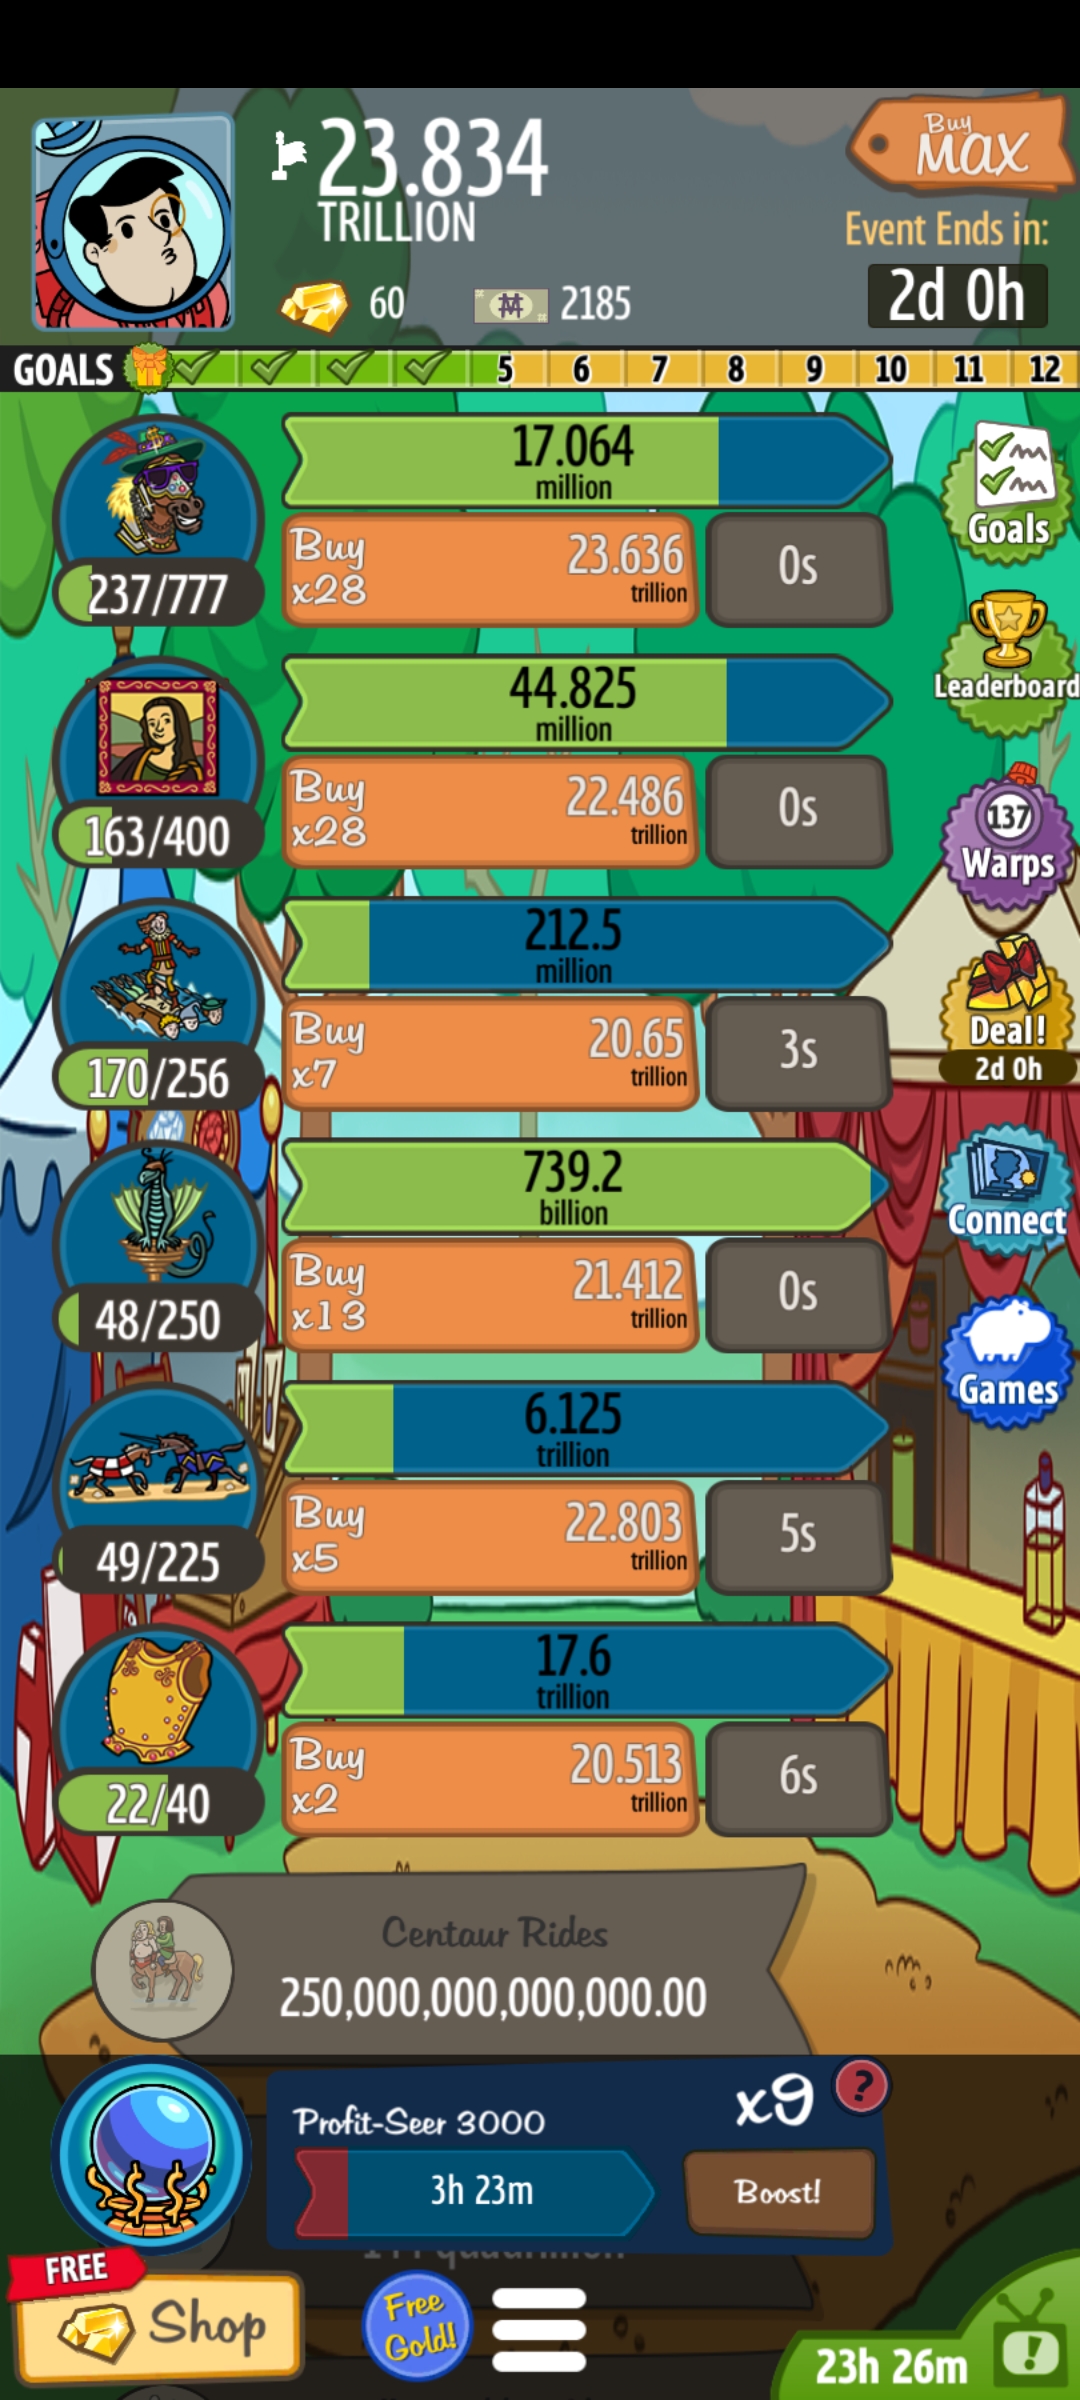 23.834
TRILLION
60
2185
Buy
MAX
Event Ends in:
2d 0h
GOALS
5
6
7
8
9
10
11
12
17.064
million
Buy
x28
23.636
trillion
0s
237/777
44.825
million
Buy
x28
22.486
trillion
0s
163/400
212.5
million
Buy
x7
20.65
trillion
3s
170/256
739.2
billion
Buy
x13
21.412
trillion
0s
48/250
6.125
trillion
Buy
x5
22.803
trillion
5s
49/225
17.6
trillion
Buy
x2
20.513
trillion
6s
22/40
Goals
Leaderboard
137
Warps
Deal!
2d 0h
Connect
Games
Centaur Rides
250,000,000,000,000.00
Profit-Seer 3000
x9
?
3h 23m
Boost!
FREE
Shop
Free
Gold!
23h 26m
!